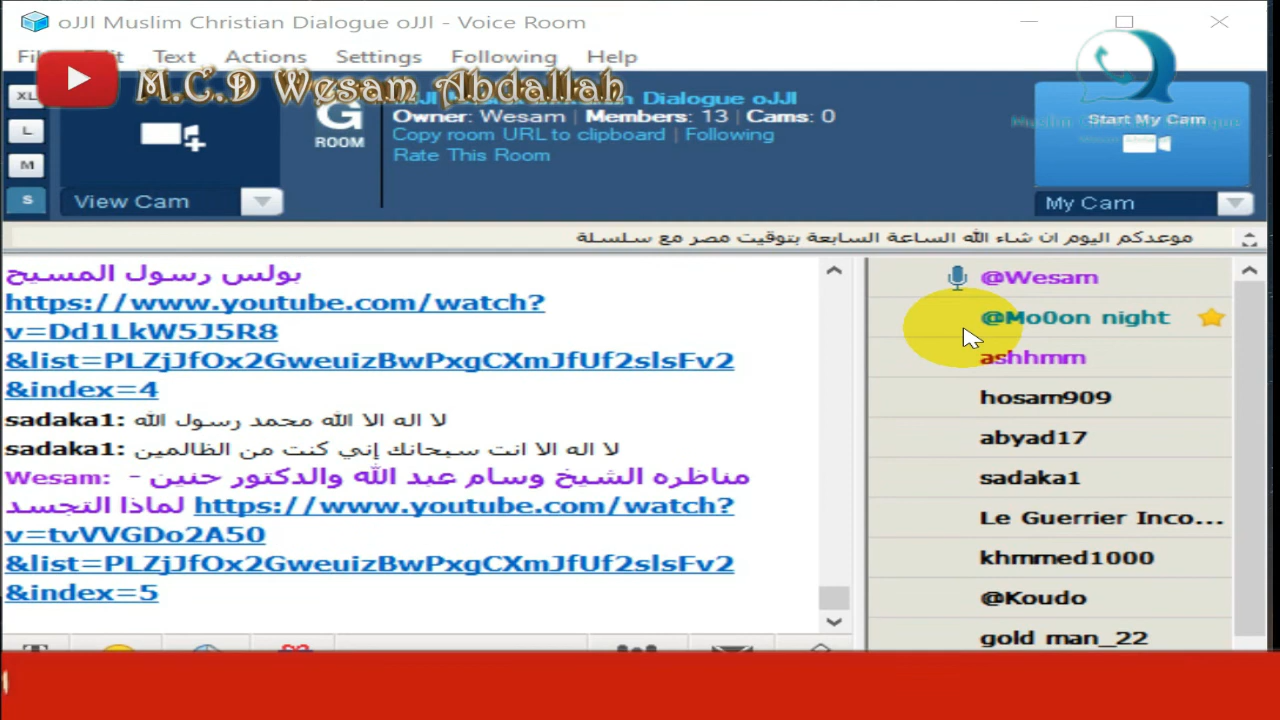 oJJI Muslim Christian Dialogue oJJI - Voice Room
Text Actions Settings Following Help
M.C.D Wesam Abdallah
XL
L
M
S
G
ROOM
Dialogue oJJI
Owner: Wesam | Members: 13 | Cams: 0
Copy room URL to clipboard | Following
Rate This Room
View Cam
Start My Cam
My Cam
موعدكم اليوم ان شاء الله الساعة السابعة بتوقيت مصر مع سلسلة
بولس رسول المسيح
https://www.youtube.com/watch?
v=Dd1LkW5J5R8
&list=PLZjJfOx2GweuizBwPxgCXmJfUf2slsFv2
&index=4
sadaka1: لا اله الا الله محمد رسول الله
sadaka1: لا اله الا انت سبحانك إني كنت من الظالمين
Wesam: مناظره الشيخ وسام عبد الله والدكتور حنين -
لماذا التجسد https://www.youtube.com/watch?
v=tvVVGDo2A50
&list=PLZjJfOx2GweuizBwPxgCXmJfUf2slsFv2
&index=5
@Wesam
@Mo0on night
ashhmm
hosam909
abyad17
sadaka1
Le Guerrier Inco...
khmmed1000
@Koudo
gold man_22